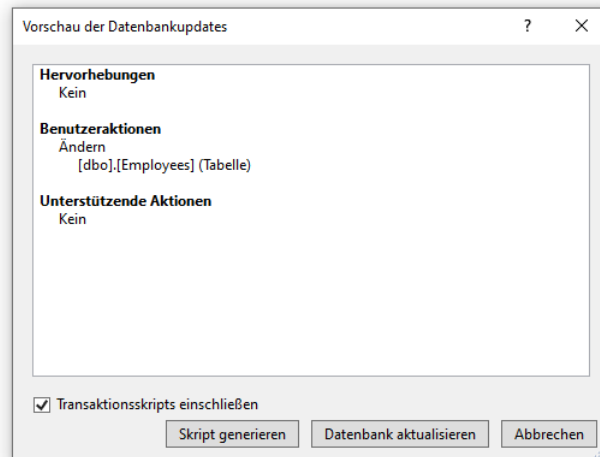 Vorschau der Datenbankupdates
?
Hervorhebungen
Kein
Benutzeraktionen
Ändern
[dbo].[Employees] (Tabelle)
Unterstützende Aktionen
Kein
Transaktionsskripts einschließen
Skript generieren Datenbank aktualisieren Abbrechen